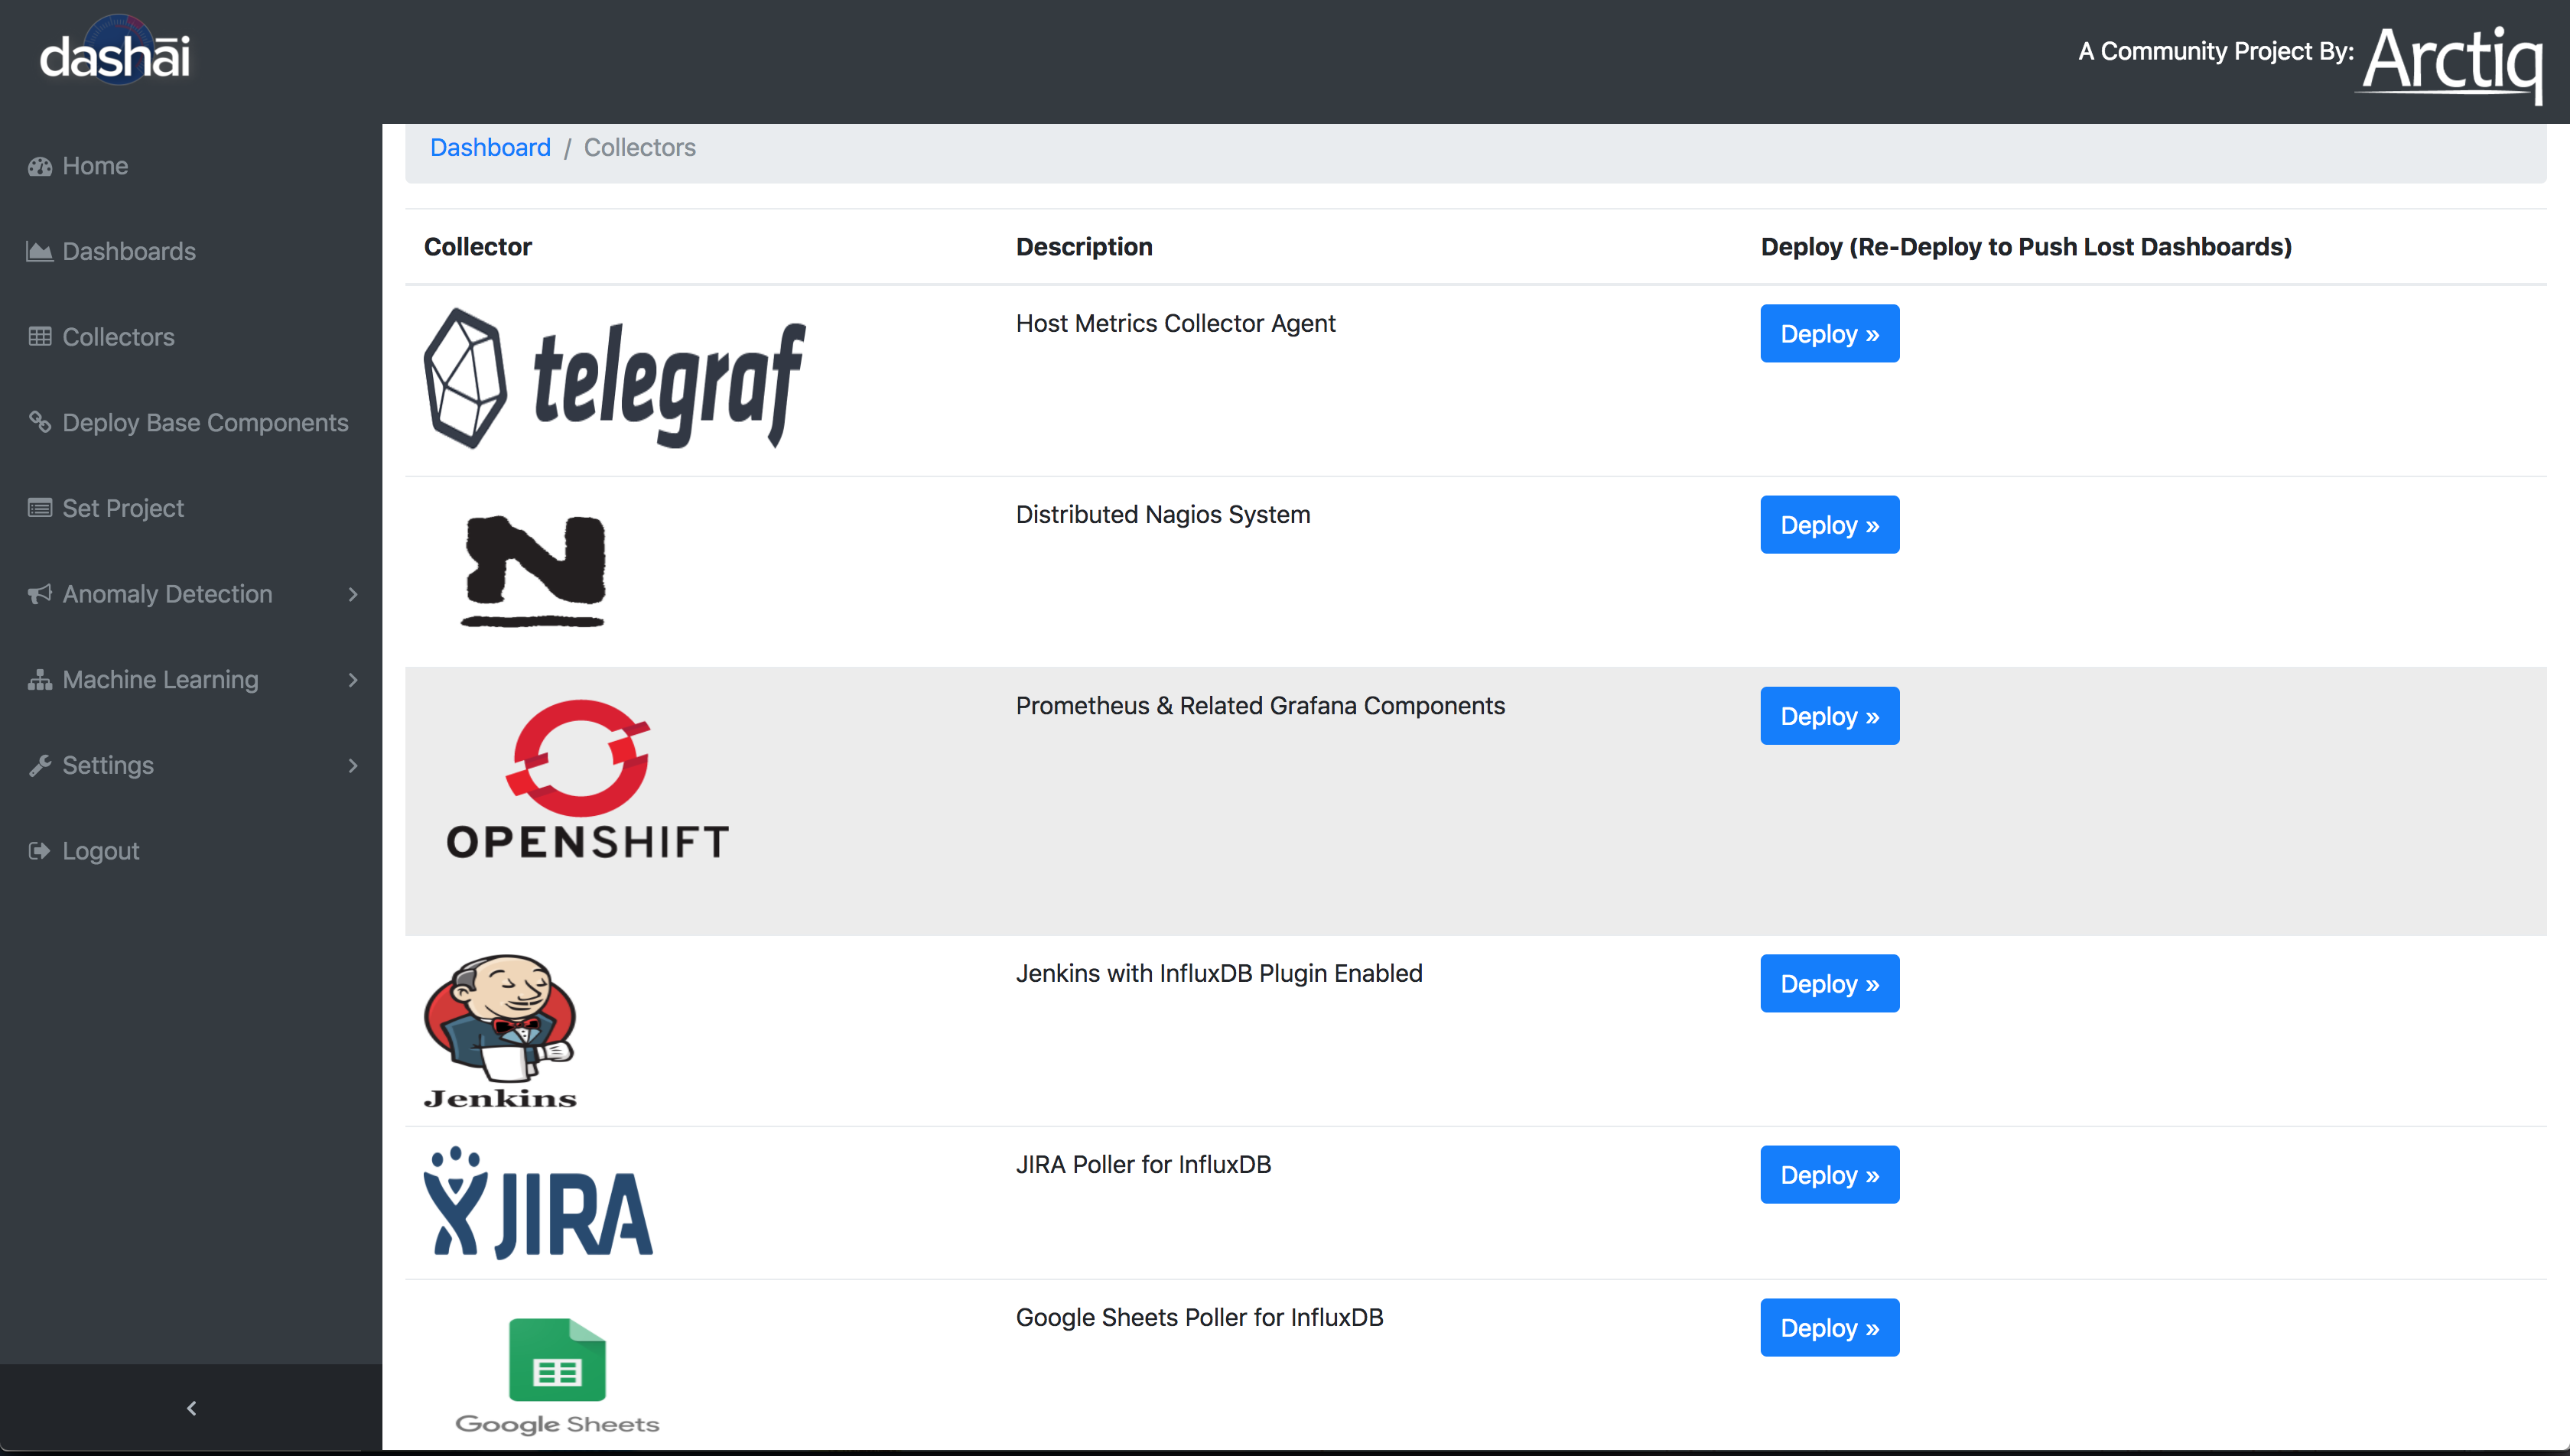 dashāi
A Community Project By: Arctiq
Home
Dashboards
Collectors
Deploy Base Components
Set Project
Anomaly Detection
Machine Learning
Settings
Logout
Dashboard / Collectors
Collector Description Deploy (Re-Deploy to Push Lost Dashboards)
telegraf Host Metrics Collector Agent Deploy »
N Distributed Nagios System Deploy »
OPENSHIFT Prometheus & Related Grafana Components Deploy »
Jenkins Jenkins with InfluxDB Plugin Enabled Deploy »
JIRA JIRA Poller for InfluxDB Deploy »
Google Sheets Google Sheets Poller for InfluxDB Deploy »